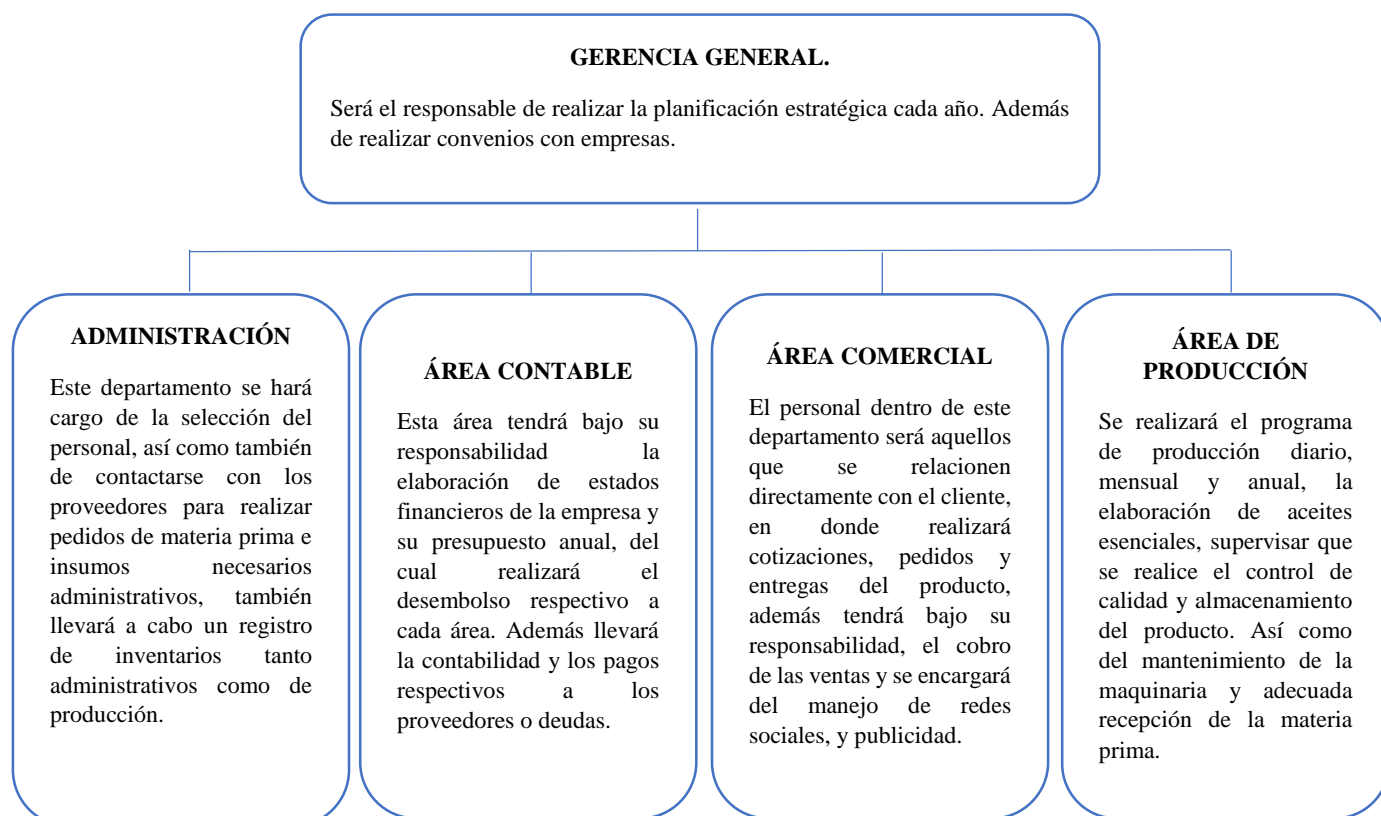 GERENCIA GENERAL.
Será el responsable de realizar la planificación estratégica cada año. Además
de realizar convenios con empresas.
ADMINISTRACIÓN
Este departamento se hará
cargo de la selección del
personal, así como también
de contactarse con los
proveedores para realizar
pedidos de materia prima e
insumos necesarios
administrativos, también
llevará a cabo un registro
de inventarios tanto
administrativos como de
producción.
ÁREA CONTABLE
Esta área tendrá bajo su
responsabilidad la
elaboración de estados
financieros de la empresa y
su presupuesto anual, del
cual realizará el
desembolso respectivo a
cada área. Además llevará
la contabilidad y los pagos
respectivos a los
proveedores o deudas.
ÁREA COMERCIAL
El personal dentro de este
departamento será aquellos
que se relacionen
directamente con el cliente,
en donde realizará
cotizaciones, pedidos y
entregas del producto,
además tendrá bajo su
responsabilidad, el cobro
de las ventas y se encargará
del manejo de redes
sociales, y publicidad.
ÁREA DE
PRODUCCIÓN
Se realizará el programa
de producción diario,
mensual y anual, la
elaboración de aceites
esenciales, supervisar que
se realice el control de
calidad y almacenamiento
del producto. Así como
del mantenimiento de la
maquinaria y adecuada
recepción de la materia
prima.